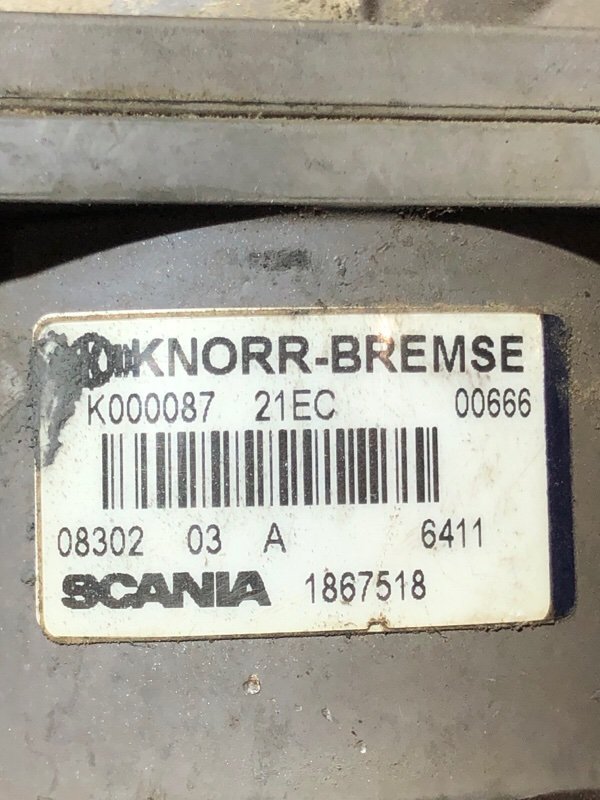 KNORR-BREMSE
K000087 21EC 00666
08302 03 A 6411
SCANIA 1867518